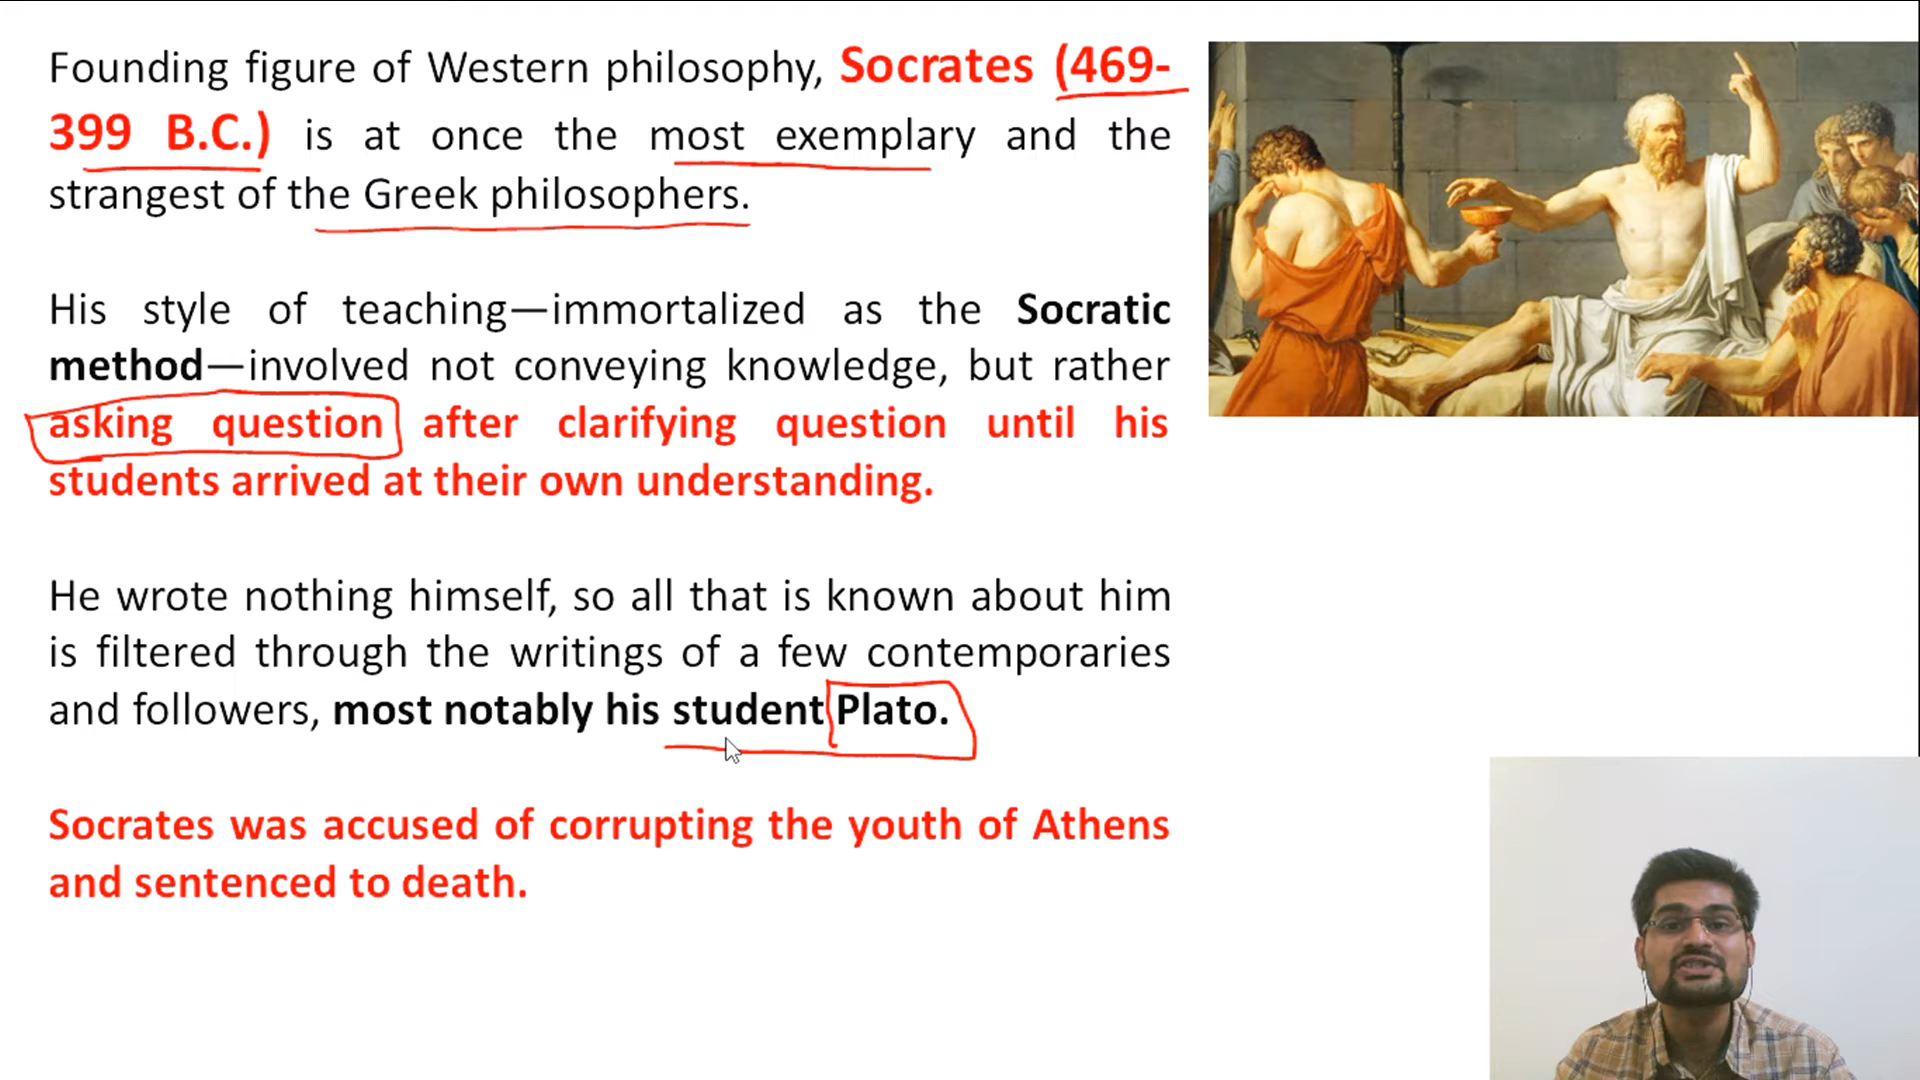 Founding figure of Western philosophy, Socrates (469-
399 B.C.) is at once the most exemplary and the
strangest of the Greek philosophers.
His style of teaching—immortalized as the Socratic
method—involved not conveying knowledge, but rather
asking question after clarifying question until his
students arrived at their own understanding.
He wrote nothing himself, so all that is known about him
is filtered through the writings of a few contemporaries
and followers, most notably his student Plato.
Socrates was accused of corrupting the youth of Athens
and sentenced to death.